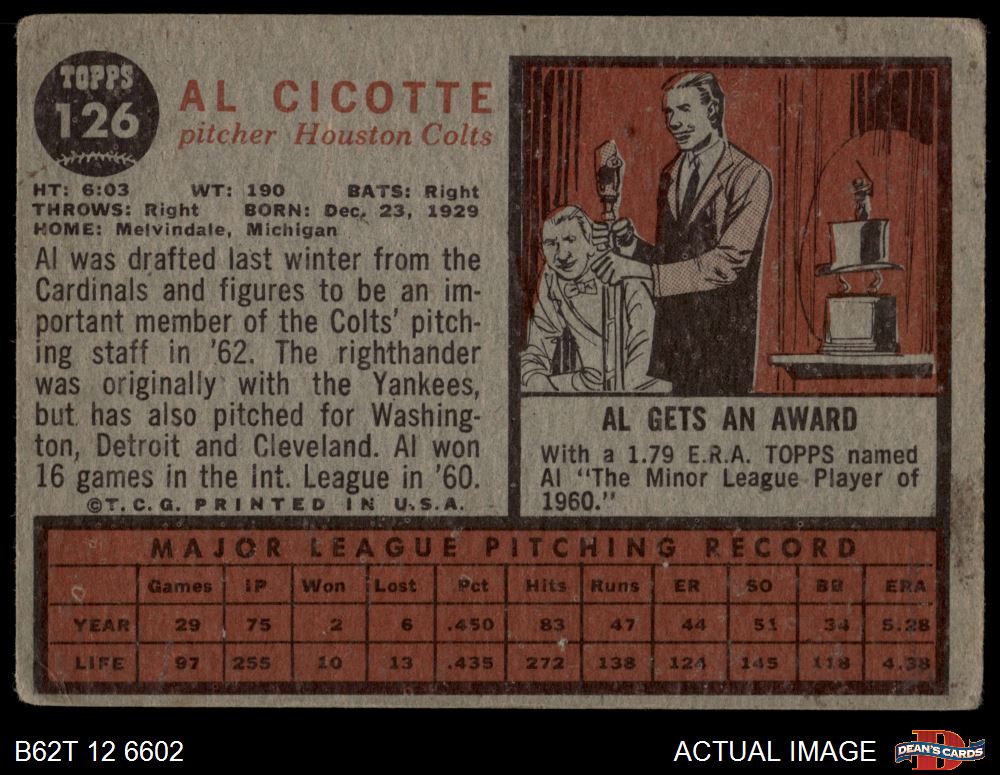 TOPPS
126
AL CICOTTE
pitcher Houston Colts
HT: 6:03 WT: 190 BATS: Right
THROWS: Right BORN: Dec. 23, 1929
HOME: Melvindale, Michigan
Al was drafted last winter from the
Cardinals and figures to be an im-
portant member of the Colts' pitch-
ing staff in '62. The righthander
was originally with the Yankees,
but has also pitched for Washing-
ton, Detroit and Cleveland. Al won
16 games in the Int. League in '60.
©T.C.G. PRINTED IN U.S.A.
AL GETS AN AWARD
With a 1.79 E.R.A. TOPPS named
Al "The Minor League Player of
1960."
MAJOR LEAGUE PITCHING RECORD
Games IP Won Lost Pct Hits Runs ER SO BB ERA
YEAR 29 75 2 6 .450 83 47 44 51 34 5.28
LIFE 97 255 10 13 .435 272 138 124 145 118 4.38
B62T 12 6602
ACTUAL IMAGE
DEAN'S CARDS